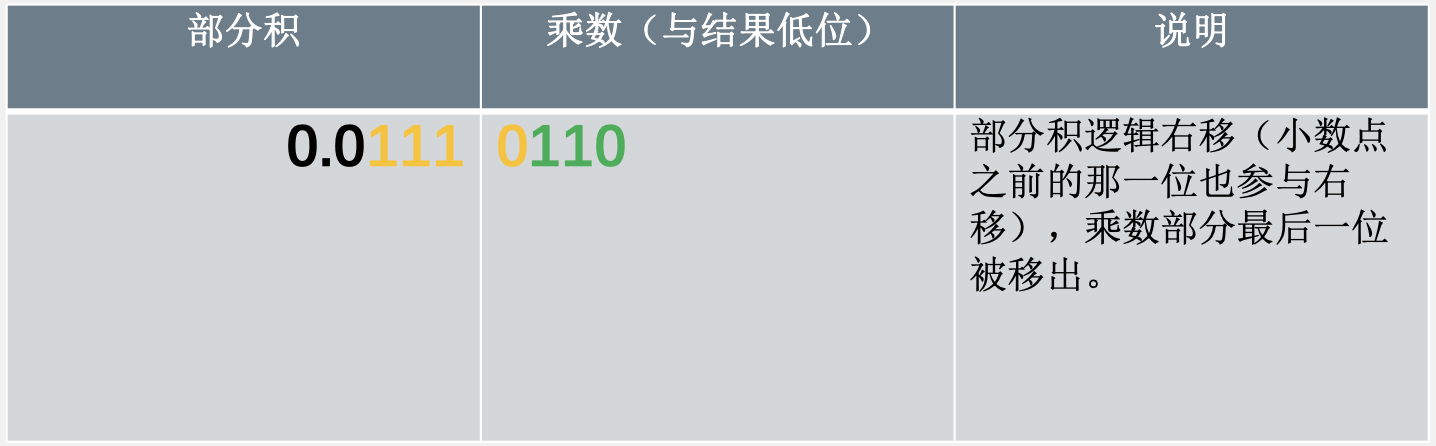 部分积
乘数（与结果低位）
说明
0.0111
0110
部分积逻辑右移（小数点
之前的那一位也参与右
移），乘数部分最后一位
被移出。